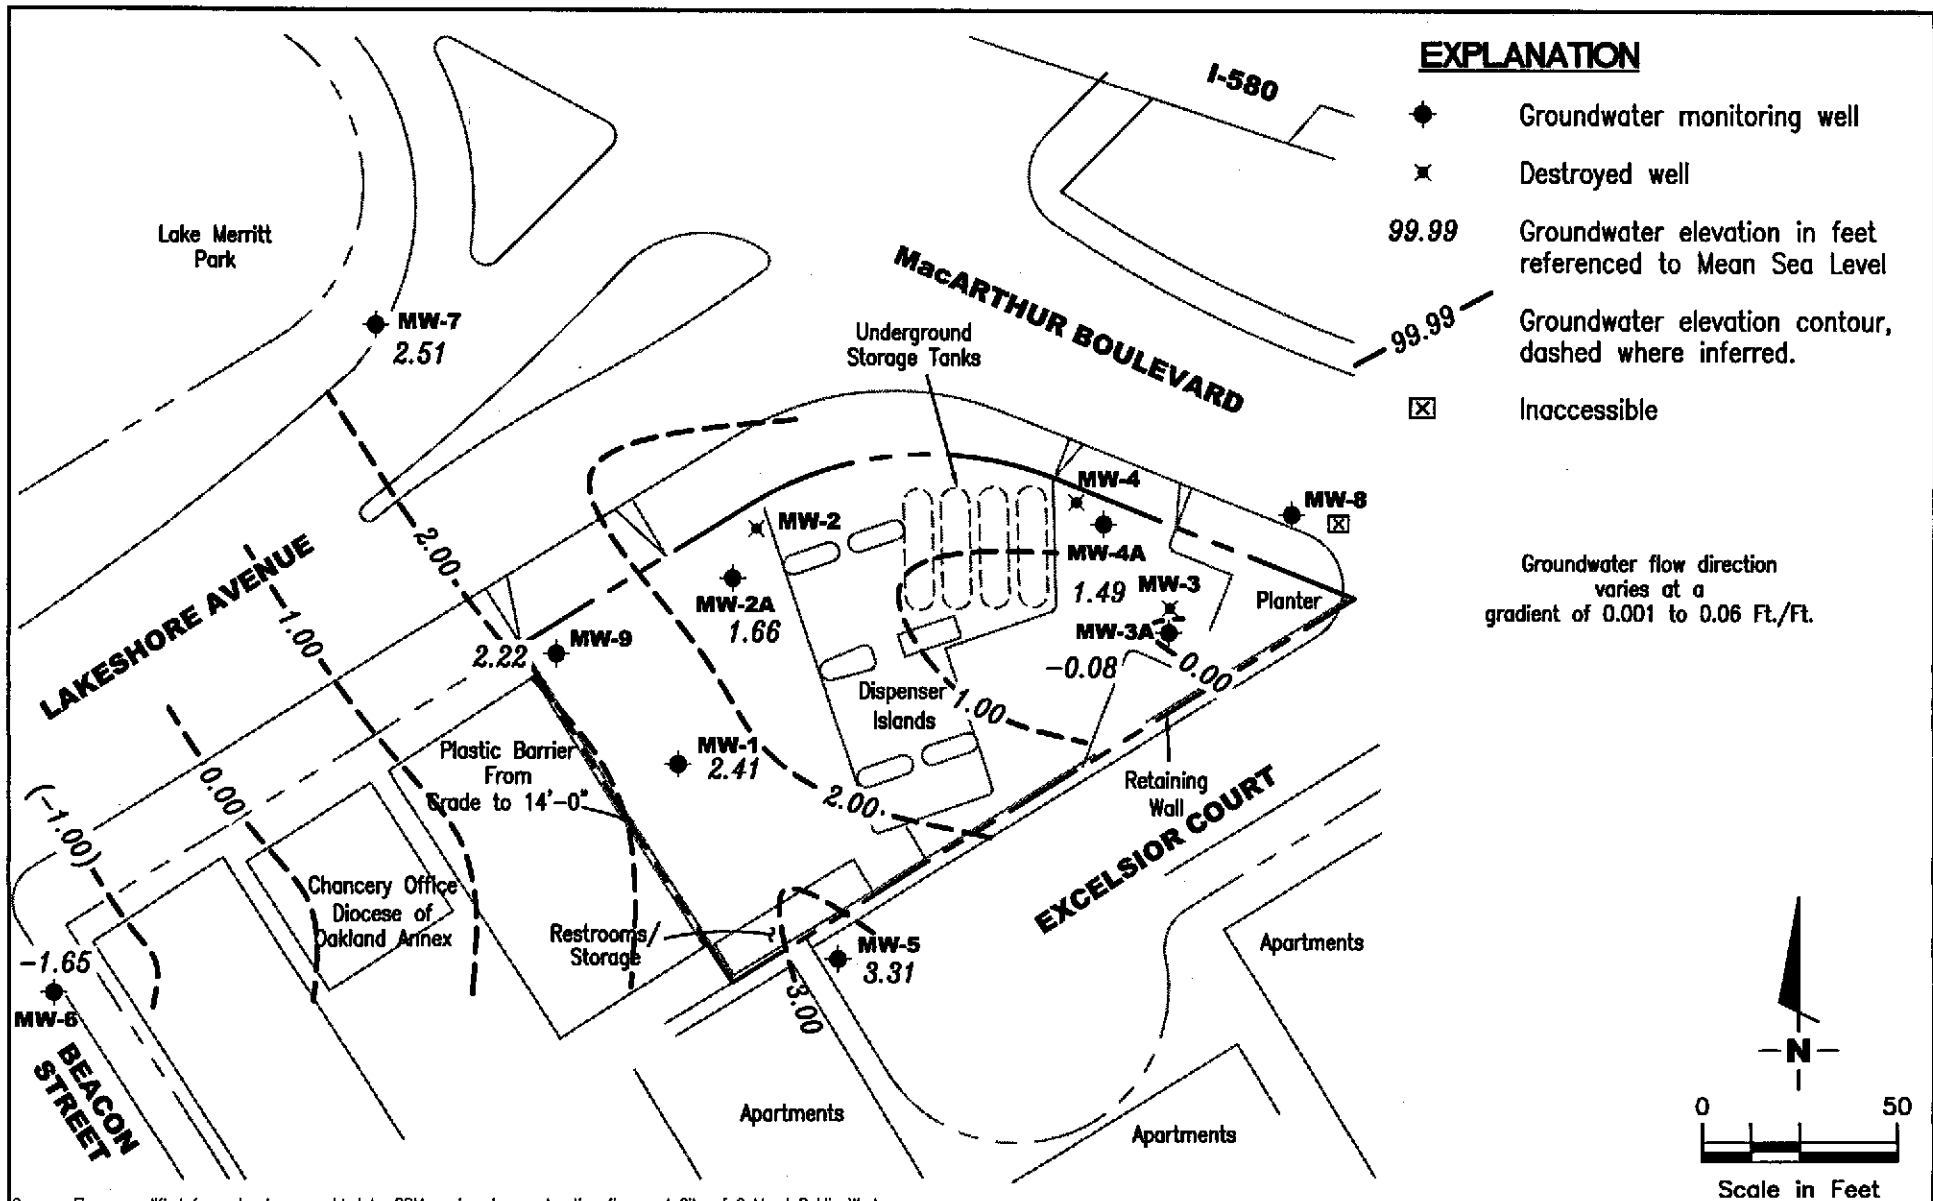 EXPLANATION
Groundwater monitoring well
Destroyed well
99.99
Groundwater elevation in feet
referenced to Mean Sea Level
99.99
Groundwater elevation contour,
dashed where inferred.
Inaccessible
Groundwater flow direction
varies at a
gradient of 0.001 to 0.06 Ft./Ft.
I-580
Lake Merritt
Park
MacARTHUR BOULEVARD
MW-7
2.51
Underground
Storage Tanks
MW-4
MW-8
MW-2
MW-4A
1.49
MW-3
Planter
MW-2A
1.66
MW-3A
-0.08
0.00
2.00
LAKESHORE AVENUE
1.00
MW-9
2.22
Dispenser
Islands
1.00
MW-1
2.41
Plastic Barrier
From
Grade to 14'-0"
2.00
Retaining
Wall
0.00
(-1.00)
EXCELSIOR COURT
Chancery Office
Diocese of
Oakland Annex
Restrooms/
Storage
MW-5
3.31
3.00
Apartments
-1.65
MW-6
BEACON
STREET
Apartments
Apartments
N
0 50
Scale in Feet